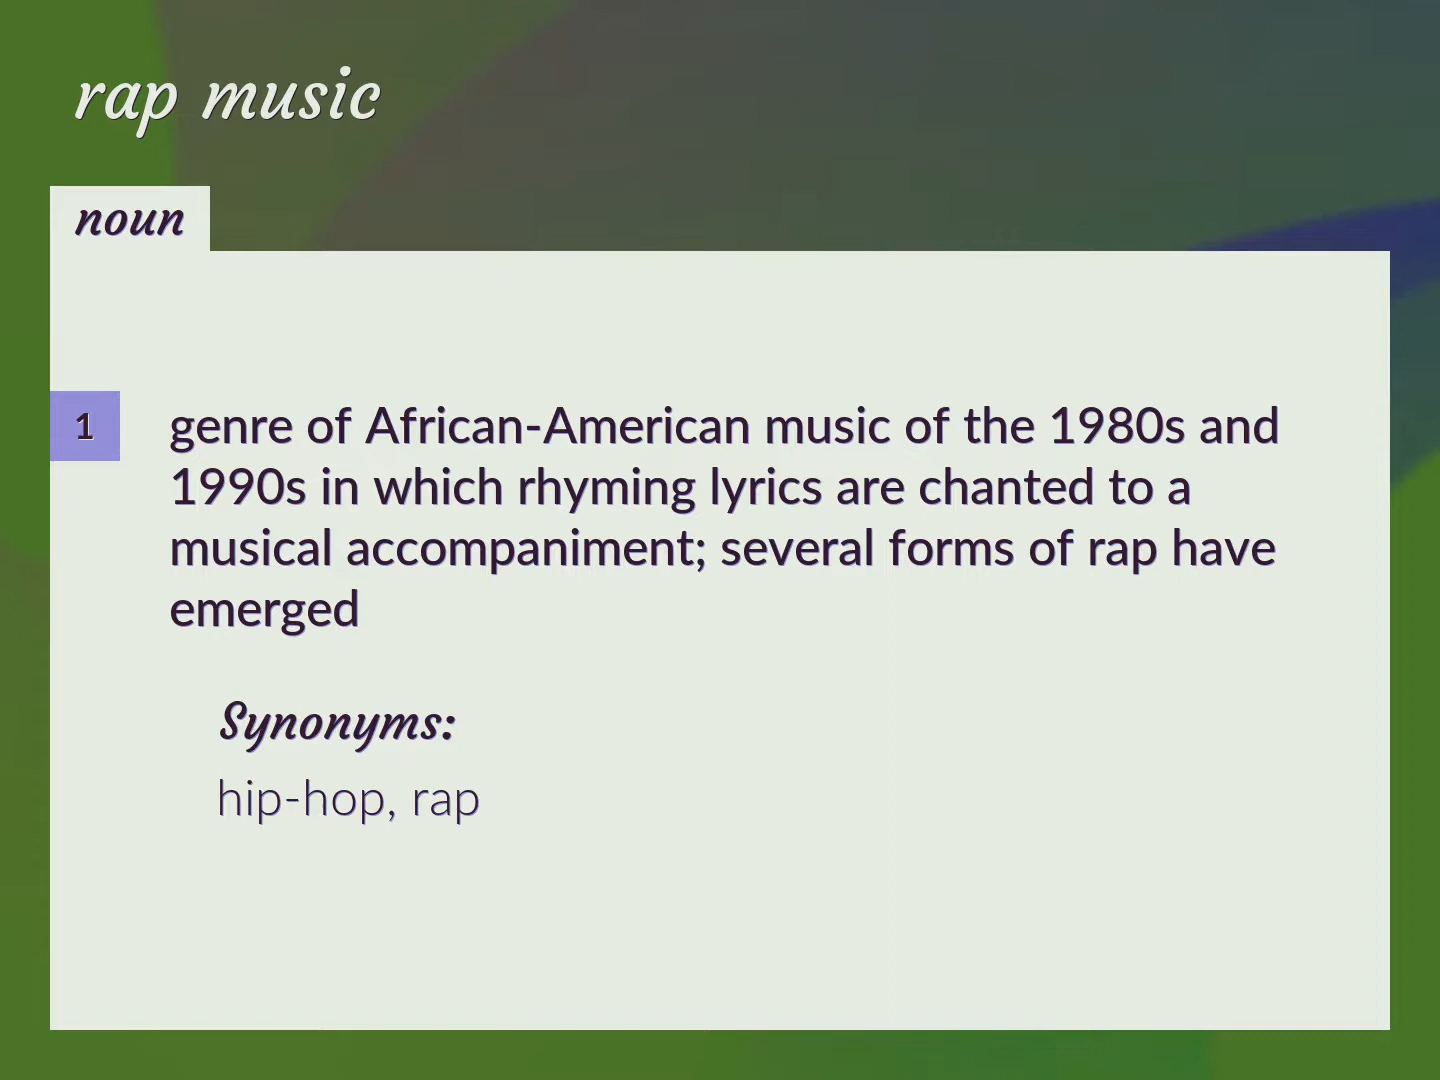 rap music
noun
1
genre of African-American music of the 1980s and
1990s in which rhyming lyrics are chanted to a
musical accompaniment; several forms of rap have
emerged
Synonyms:
hip-hop, rap